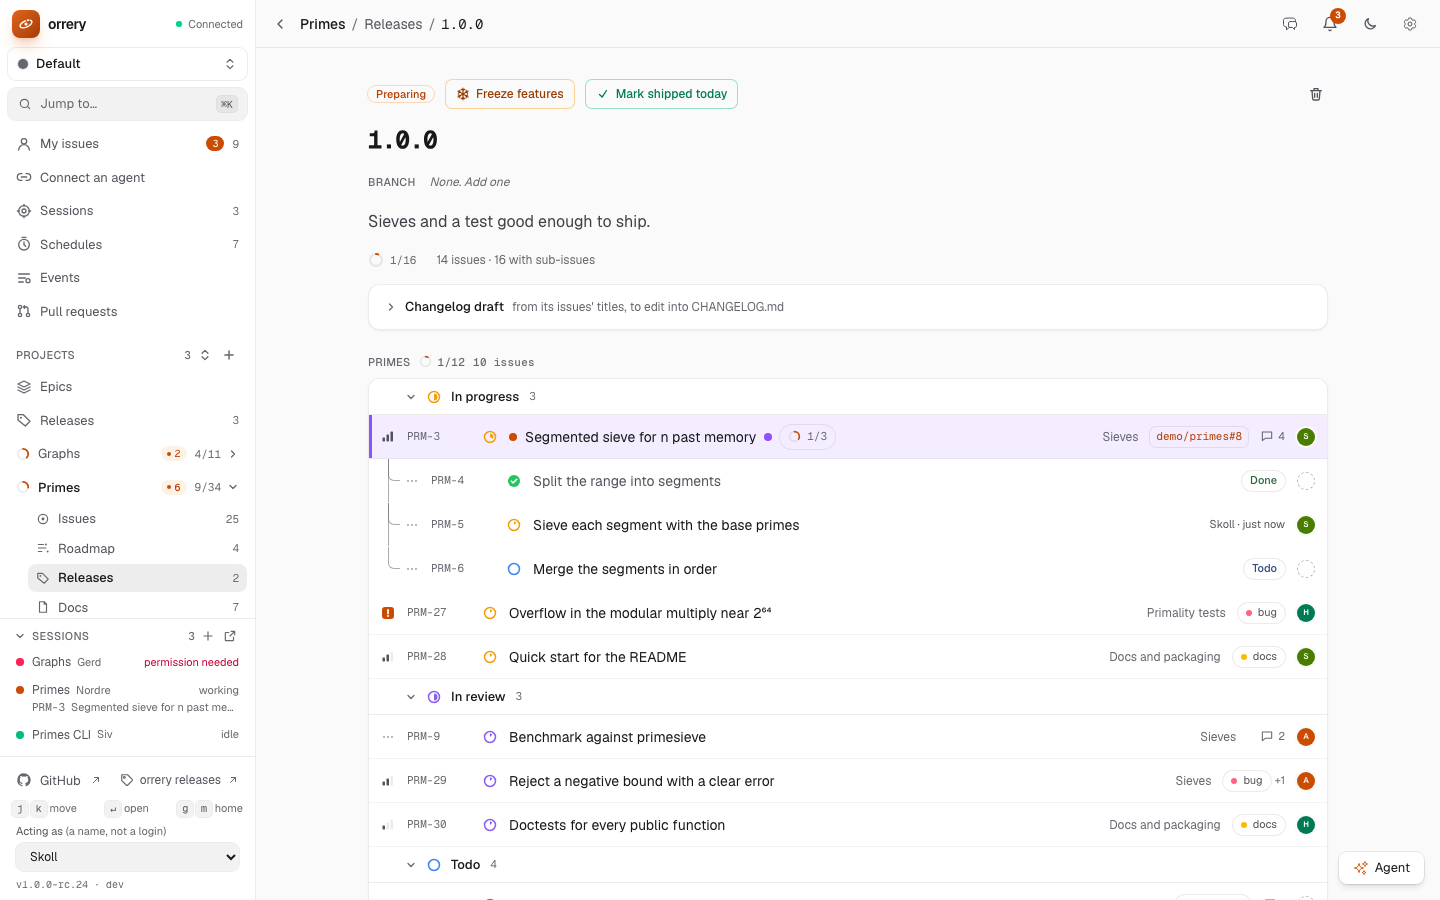 orrery
Connected
Default
Jump to...
⌘K
My issues 3 9
Connect an agent
Sessions 3
Schedules 7
Events
Pull requests
PROJECTS 3
Epics
Releases 3
Graphs 2 4/11
Primes 6 9/34
Issues 25
Roadmap 4
Releases 2
Docs 7
SESSIONS 3
Graphs Gerd permission needed
Primes Nordre working
PRM-3 Segmented sieve for n past me…
Primes CLI Siv idle
GitHub ↗ orrery releases ↗
j k move ↵ open g m home
Acting as (a name, not a login)
Skoll
v1.0.0-rc.24 · dev
Primes / Releases / 1.0.0
3
Preparing Freeze features Mark shipped today
1.0.0
BRANCH None. Add one
Sieves and a test good enough to ship.
1/16 14 issues · 16 with sub-issues
Changelog draft from its issues' titles, to edit into CHANGELOG.md
PRIMES 1/12 10 issues
In progress 3
PRM-3 Segmented sieve for n past memory 1/3 Sieves demo/primes#8 4 S
PRM-4 Split the range into segments Done
PRM-5 Sieve each segment with the base primes Skoll · just now S
PRM-6 Merge the segments in order Todo
PRM-27 Overflow in the modular multiply near 2⁶⁴ Primality tests bug H
PRM-28 Quick start for the README Docs and packaging docs S
In review 3
PRM-9 Benchmark against primesieve Sieves 2 A
PRM-29 Reject a negative bound with a clear error Sieves bug +1 A
PRM-30 Doctests for every public function Docs and packaging docs H
Todo 4
Agent